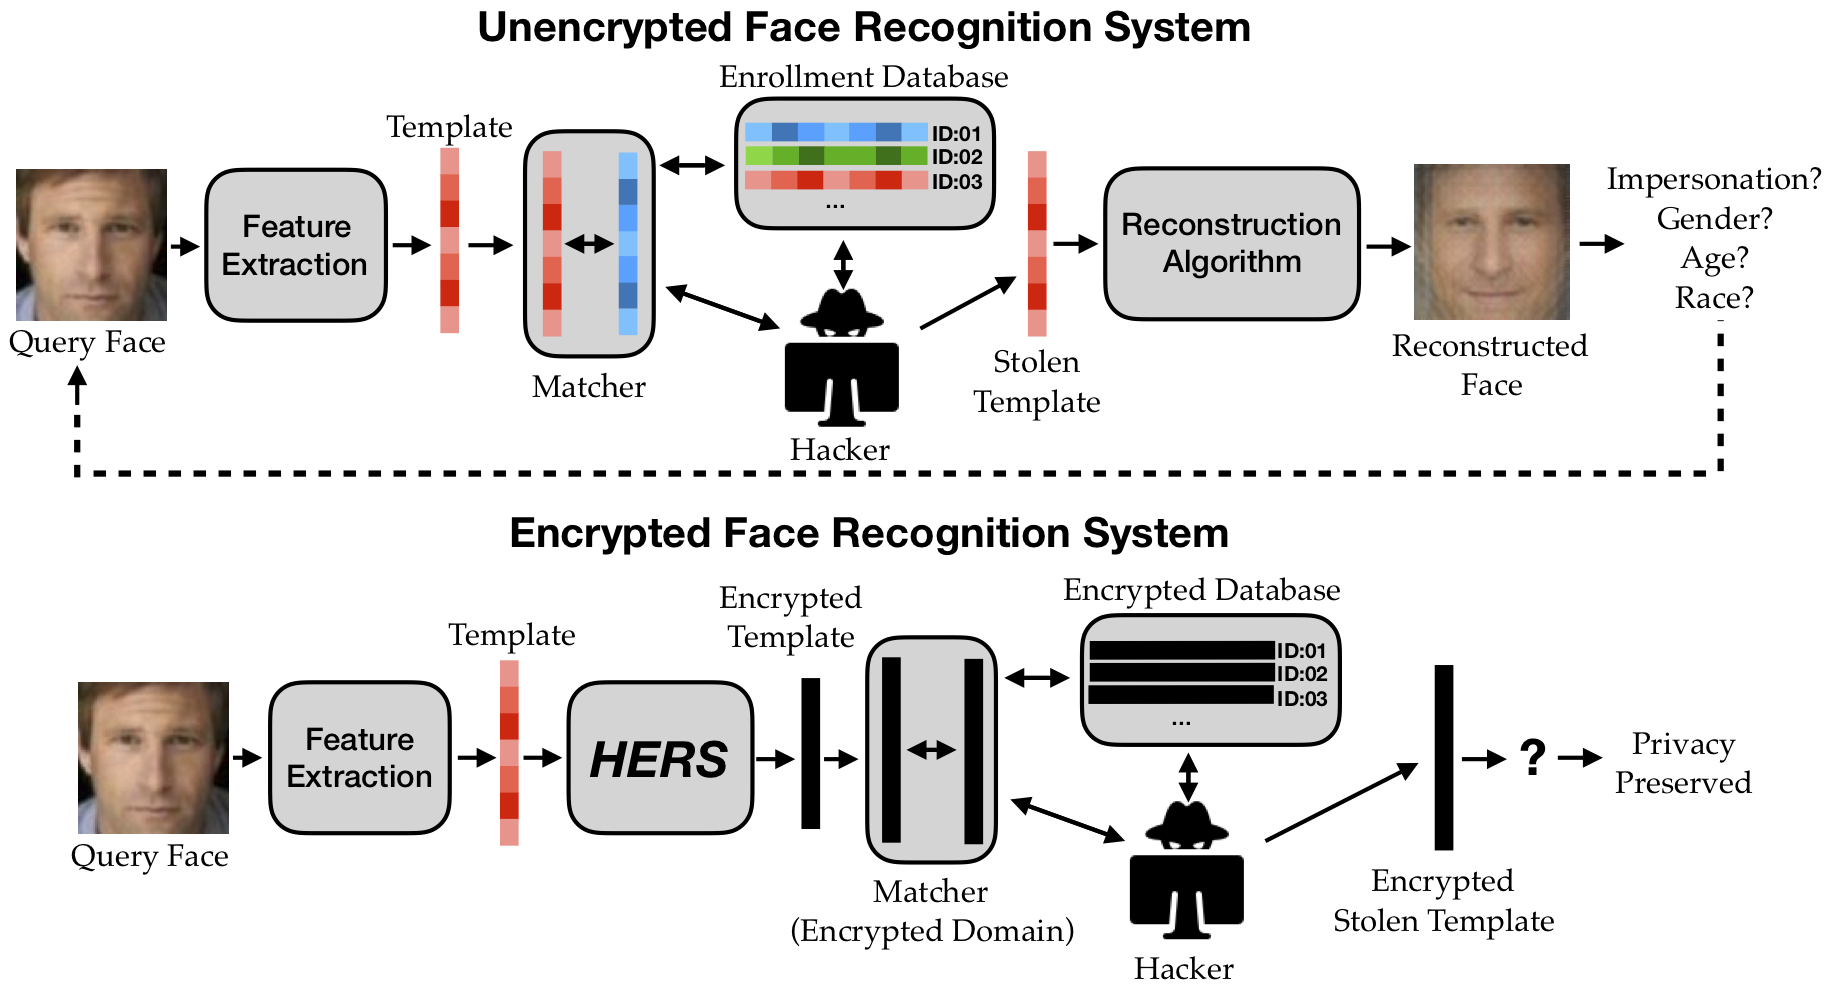 Unencrypted Face Recognition System
Enrollment Database
Template
ID:01
ID:02
ID:03
...
Feature
Extraction
Reconstruction
Algorithm
Impersonation?
Gender?
Age?
Race?
Query Face
Matcher
Hacker
Stolen
Template
Reconstructed
Face
Encrypted Face Recognition System
Encrypted Database
Encrypted
Template
Template
ID:01
ID:02
ID:03
...
Feature
Extraction
HERS
?
Privacy
Preserved
Query Face
Matcher
(Encrypted Domain)
Hacker
Encrypted
Stolen Template